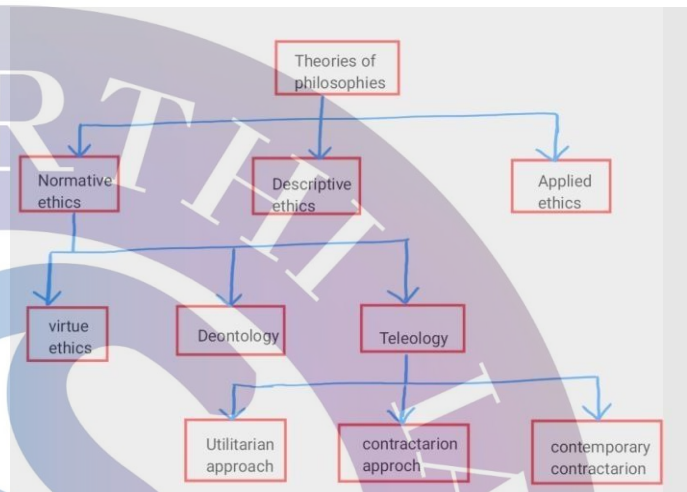 Theories of
philosophies
Normative
ethics
Descriptive
ethics
Applied
ethics
virtue
ethics
Deontology
Teleology
Utilitarian
approach
contractarion
approch
contemporary
contractarion
RTHI